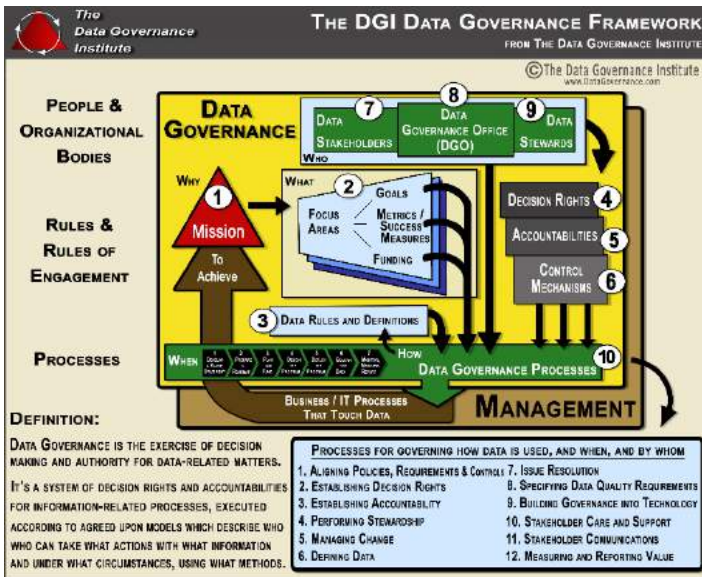 The
Data Governance
Institute
THE DGI DATA GOVERNANCE FRAMEWORK
FROM THE DATA GOVERNANCE INSTITUTE
©The Data Governance Institute
www.DataGovernance.com
PEOPLE &
ORGANIZATIONAL
BODIES
DATA
GOVERNANCE
7
8
9
DATA
STAKEHOLDERS
DATA
GOVERNANCE OFFICE
(DGO)
DATA
STEWARDS
WHO
WHY
1
Mission
To
Achieve
WHAT
2
FOCUS
AREAS
GOALS
METRICS /
SUCCESS
MEASURES
FUNDING
DECISION RIGHTS
4
ACCOUNTABILITIES
5
CONTROL
MECHANISMS
6
RULES &
RULES OF
ENGAGEMENT
3
DATA RULES AND DEFINITIONS
PROCESSES
WHEN
HOW
DATA GOVERNANCE PROCESSES
10
BUSINESS / IT PROCESSES
THAT TOUCH DATA
MANAGEMENT
DEFINITION:
DATA GOVERNANCE IS THE EXERCISE OF DECISION
MAKING AND AUTHORITY FOR DATA-RELATED MATTERS.
IT'S A SYSTEM OF DECISION RIGHTS AND ACCOUNTABILITIES
FOR INFORMATION-RELATED PROCESSES, EXECUTED
ACCORDING TO AGREED UPON MODELS WHICH DESCRIBE WHO
WHO CAN TAKE WHAT ACTIONS WITH WHAT INFORMATION
AND UNDER WHAT CIRCUMSTANCES, USING WHAT METHODS.
PROCESSES FOR GOVERNING HOW DATA IS USED, AND WHEN, AND BY WHOM
1. ALIGNING POLICIES, REQUIREMENTS & CONTROLS
2. ESTABLISHING DECISION RIGHTS
3. ESTABLISHING ACCOUNTABILITY
4. PERFORMING STEWARDSHIP
5. MANAGING CHANGE
6. DEFINING DATA
7. ISSUE RESOLUTION
8. SPECIFYING DATA QUALITY REQUIREMENTS
9. BUILDING GOVERNANCE INTO TECHNOLOGY
10. STAKEHOLDER CARE AND SUPPORT
11. STAKEHOLDER COMMUNICATIONS
12. MEASURING AND REPORTING VALUE